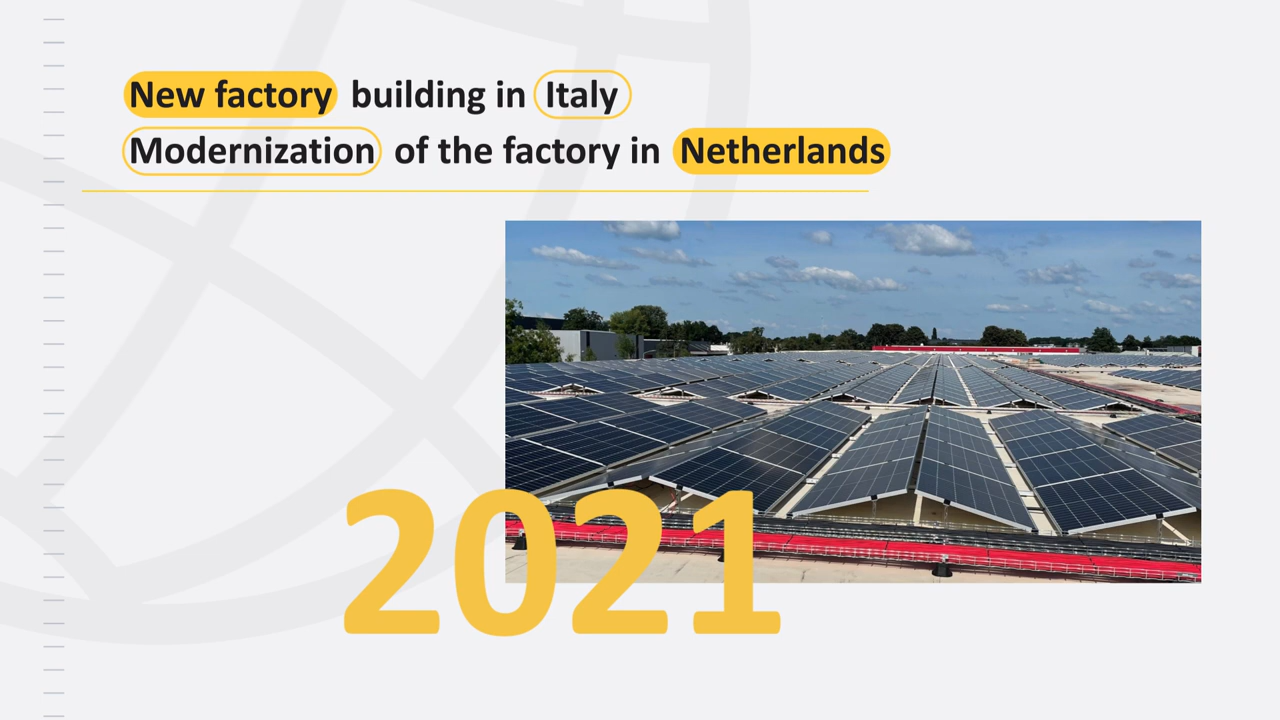 New factory building in Italy
Modernization of the factory in Netherlands
2021